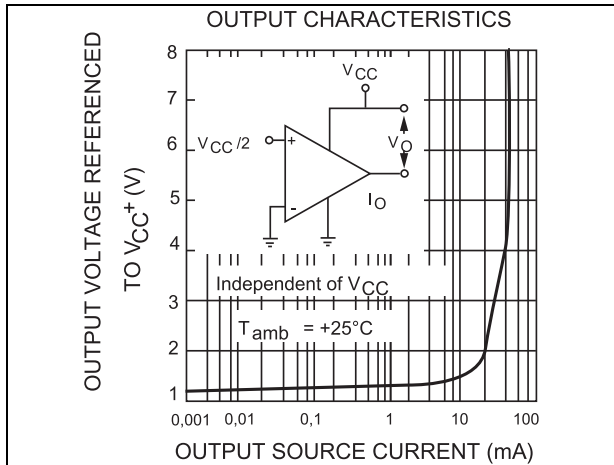 OUTPUT CHARACTERISTICS
OUTPUT VOLTAGE REFERENCED
TO VCC+ (V)
8
7
6
5
4
3
2
1
VCC
VCC/2
+
-
VO
IO
Independent of VCC
Tamb = +25°C
0,001 0,01 0,1 1 10 100
OUTPUT SOURCE CURRENT (mA)